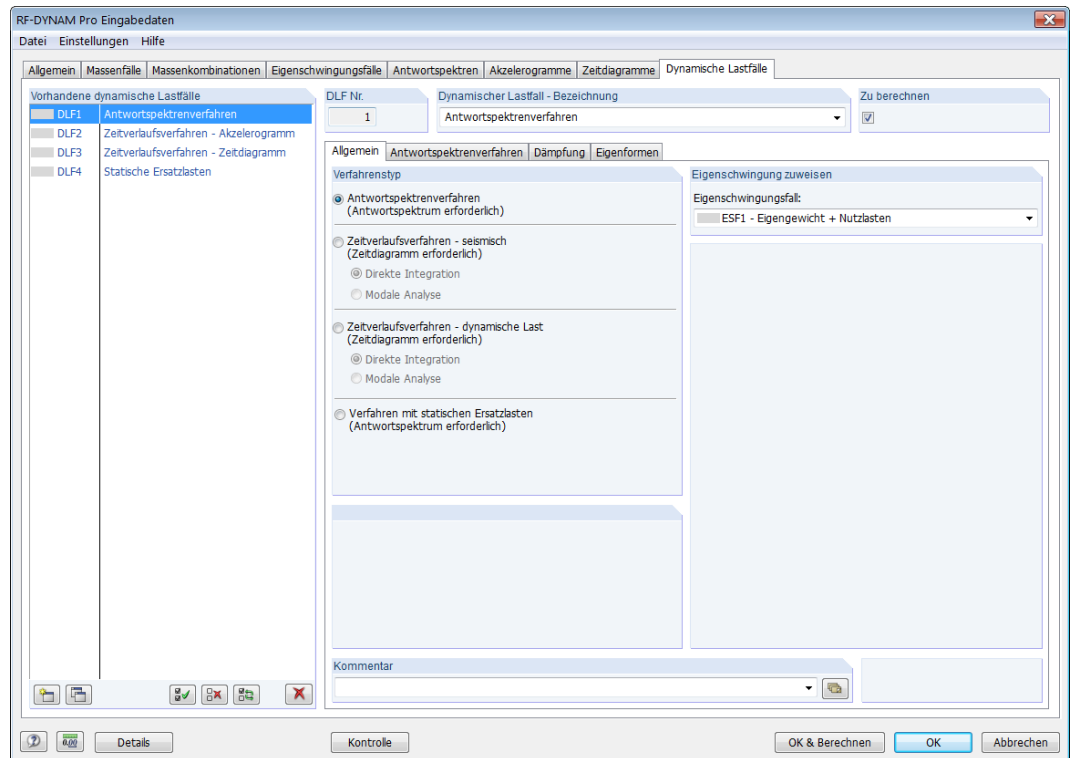 RF-DYNAM Pro Eingabedaten
Datei Einstellungen Hilfe
Allgemein Massenfälle Massenkombinationen Eigenschwingungsfälle Antwortspektren Akzelerogramme Zeitdiagramme Dynamische Lastfälle
Vorhandene dynamische Lastfälle
DLF1 Antwortspektrenverfahren
DLF2 Zeitverlaufsverfahren - Akzelerogramm
DLF3 Zeitverlaufsverfahren - Zeitdiagramm
DLF4 Statische Ersatzlasten
DLF Nr.
1
Dynamischer Lastfall - Bezeichnung
Antwortspektrenverfahren
Zu berechnen
Allgemein Antwortspektrenverfahren Dämpfung Eigenformen
Verfahrenstyp
Antwortspektrenverfahren
(Antwortspektrum erforderlich)
Zeitverlaufsverfahren - seismisch
(Zeitdiagramm erforderlich)
Direkte Integration
Modale Analyse
Zeitverlaufsverfahren - dynamische Last
(Zeitdiagramm erforderlich)
Direkte Integration
Modale Analyse
Verfahren mit statischen Ersatzlasten
(Antwortspektrum erforderlich)
Eigenschwingung zuweisen
Eigenschwingungsfall:
ESF1 - Eigengewicht + Nutzlasten
Kommentar
0.00
Details
Kontrolle
OK & Berechnen
OK
Abbrechen